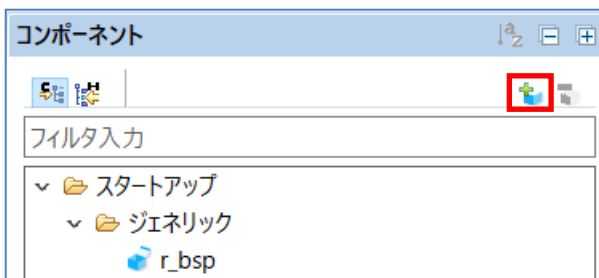 コンポーネント
フィルタ入力
スタートアップ
ジェネリック
r_bsp